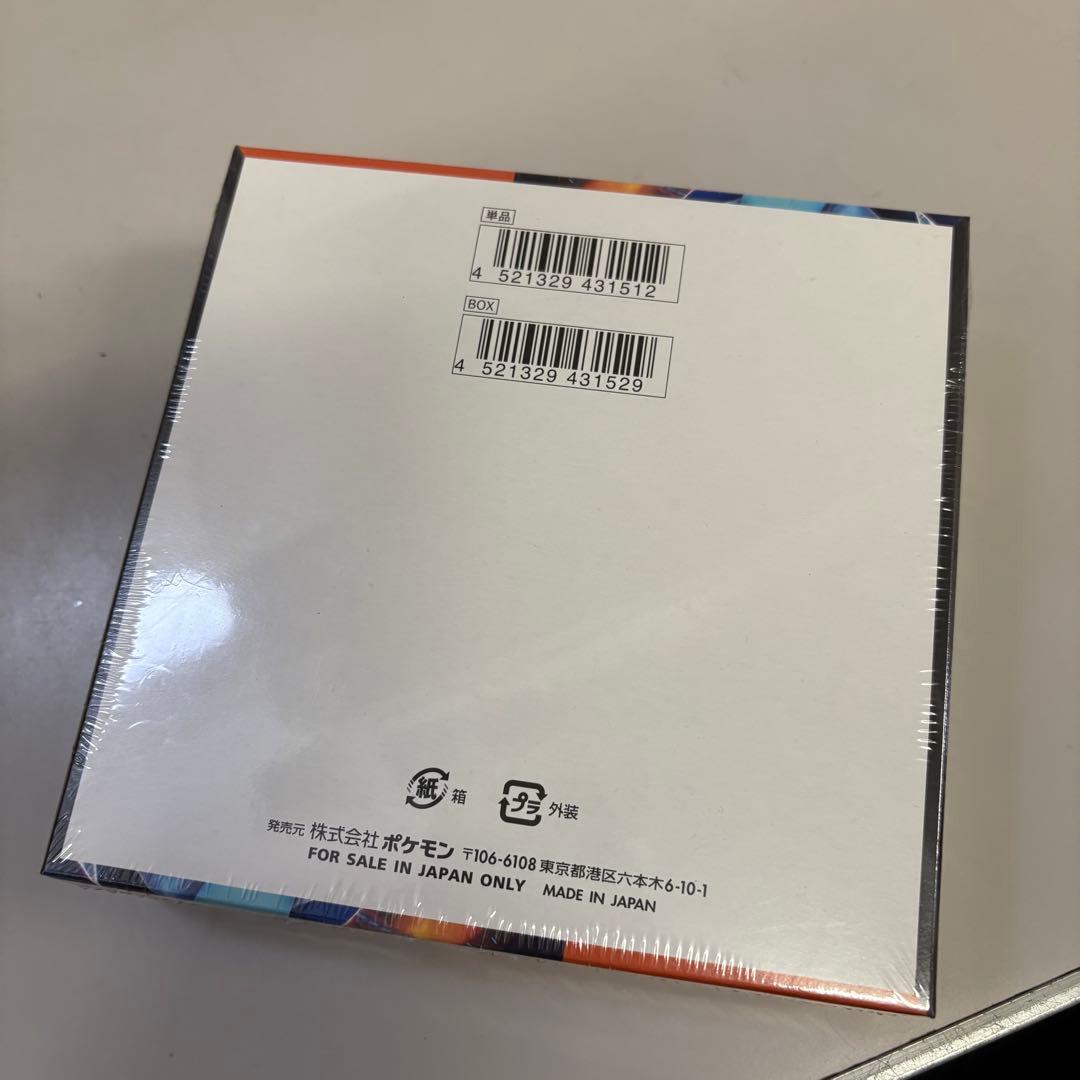 単品
4 521329 431512
BOX
4 521329 431529
紙 箱 プラ 外装
発売元 株式会社 ポケモン 〒106-6108 東京都港区六本木6-10-1
FOR SALE IN JAPAN ONLY MADE IN JAPAN